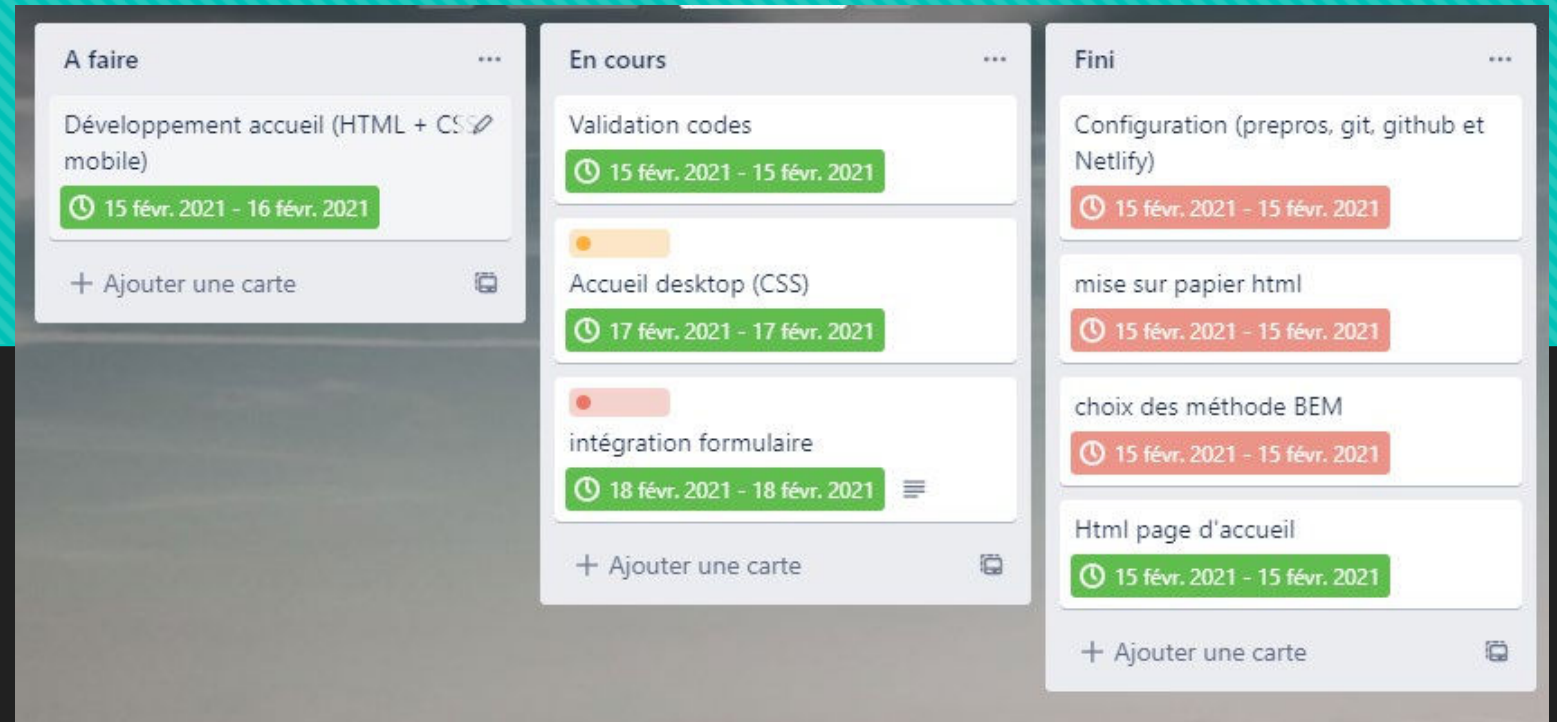 A faire
Développement accueil (HTML + CSS
mobile)
15 févr. 2021 - 16 févr. 2021
+ Ajouter une carte
En cours
Validation codes
15 févr. 2021 - 15 févr. 2021
Accueil desktop (CSS)
17 févr. 2021 - 17 févr. 2021
intégration formulaire
18 févr. 2021 - 18 févr. 2021
+ Ajouter une carte
Fini
Configuration (prepros, git, github et
Netlify)
15 févr. 2021 - 15 févr. 2021
mise sur papier html
15 févr. 2021 - 15 févr. 2021
choix des méthode BEM
15 févr. 2021 - 15 févr. 2021
Html page d'accueil
15 févr. 2021 - 15 févr. 2021
+ Ajouter une carte